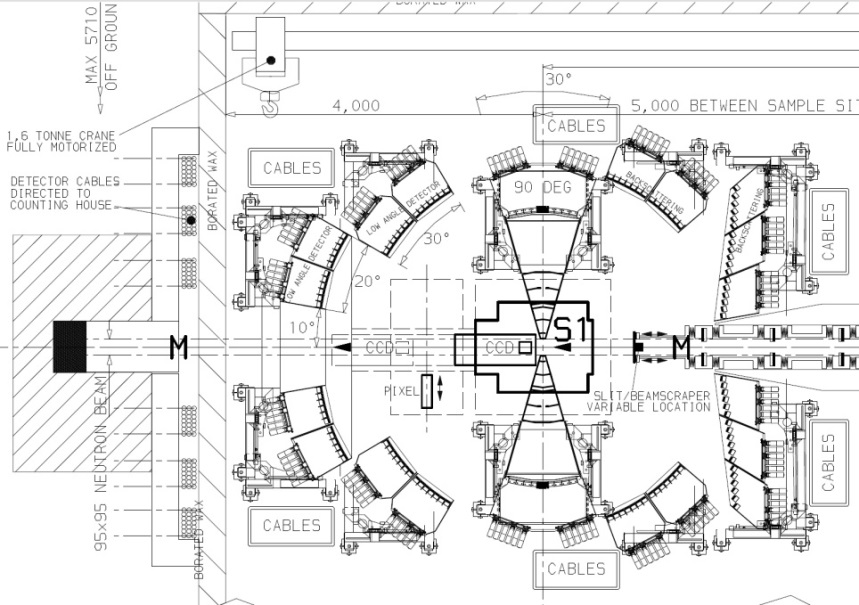 BORATED WAX
MAX 5710
OFF GROUN
30°
4,000
5,000 BETWEEN SAMPLE SIT
1,6 TONNE CRANE
FULLY MOTORIZED
CABLES
CABLES
DETECTOR CABLES
DIRECTED TO
COUNTING HOUSE
BORATED WAX
LOW ANGLE DETECTOR
90 DEG
BACKSCATTERING
BACKSCATTERING
CABLES
LOW ANGLE DETECTOR
30°
20°
10°
S1
M
CCD
CCD
M
PIXEL
SLIT/BEAMSCRAPER
VARIABLE LOCATION
95x95 NEUTRON BEAM
CABLES
CABLES
BORATED WAX
CABLES